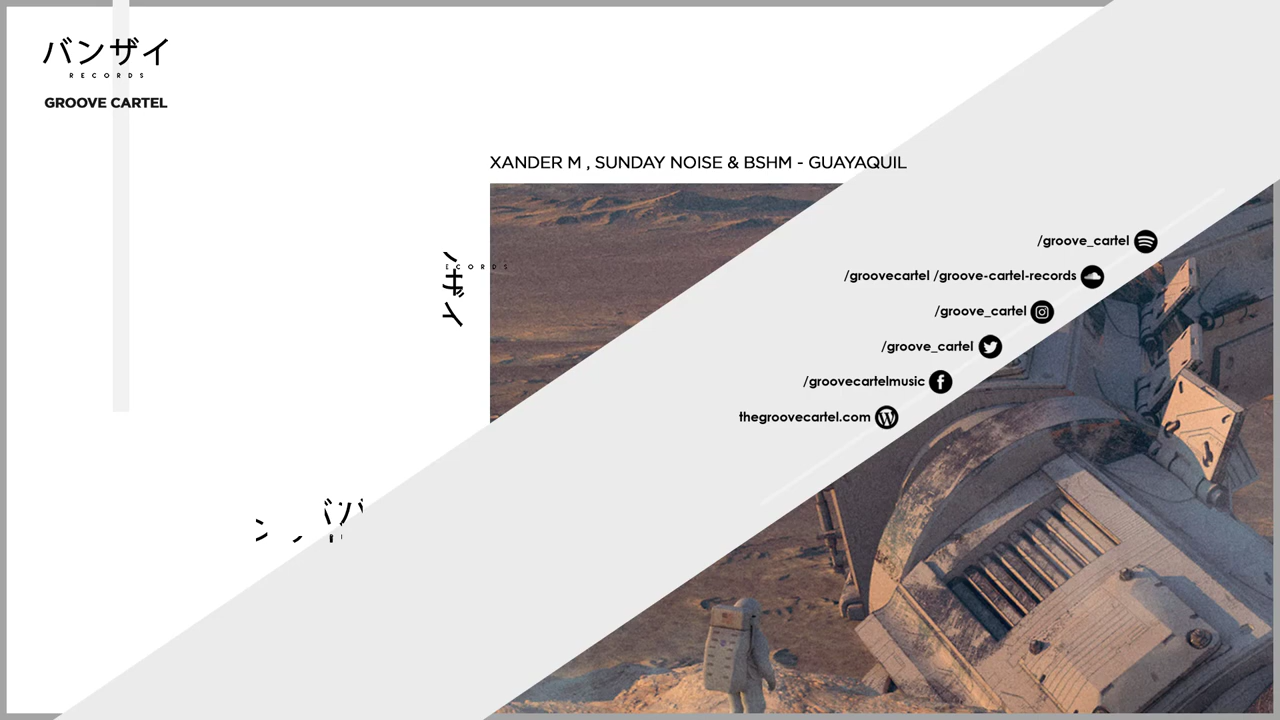 バンザイ
RECORDS
GROOVE CARTEL
XANDER M , SUNDAY NOISE & BSHM - GUAYAQUIL
/groove_cartel
/groovecartel /groove-cartel-records
/groove_cartel
/groove_cartel
/groovecartelmusic
thegroovecartel.com